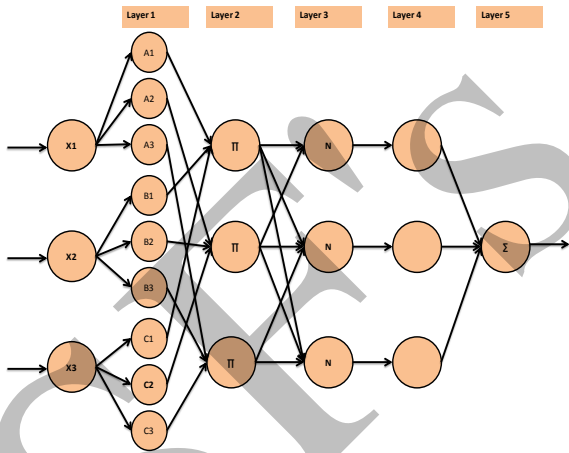 Layer 1 Layer 2 Layer 3 Layer 4 Layer 5
A1
A2
X1 A3 Π N
B1
X2 B2 Π N Σ
B3
C1
X3 C2 Π N
C3